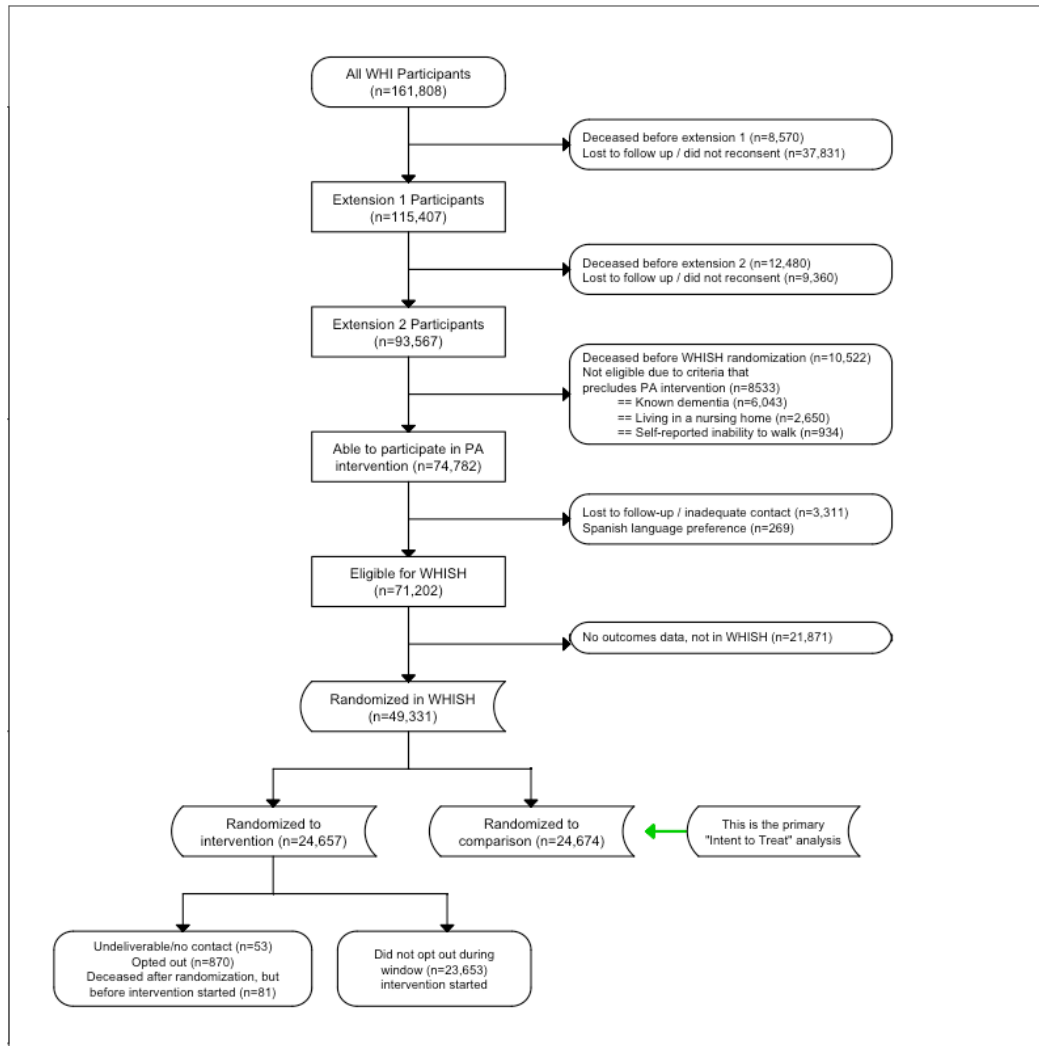 All WHI Participants
(n=161,808)
Deceased before extension 1 (n=8,570)
Lost to follow up / did not reconsent (n=37,831)
Extension 1 Participants
(n=115,407)
Deceased before extension 2 (n=12,480)
Lost to follow up / did not reconsent (n=9,360)
Extension 2 Participants
(n=93,567)
Deceased before WHISH randomization (n=10,522)
Not eligible due to criteria that
precludes PA intervention (n=8533)
== Known dementia (n=6,043)
== Living in a nursing home (n=2,650)
== Self-reported inability to walk (n=934)
Able to participate in PA
intervention (n=74,782)
Lost to follow-up / inadequate contact (n=3,311)
Spanish language preference (n=269)
Eligible for WHISH
(n=71,202)
No outcomes data, not in WHISH (n=21,871)
Randomized in WHISH
(n=49,331)
Randomized to
intervention (n=24,657)
Randomized to
comparison (n=24,674)
This is the primary
"Intent to Treat" analysis
Undeliverable/no contact (n=53)
Opted out (n=870)
Deceased after randomization, but
before intervention started (n=81)
Did not opt out during
window (n=23,653)
intervention started